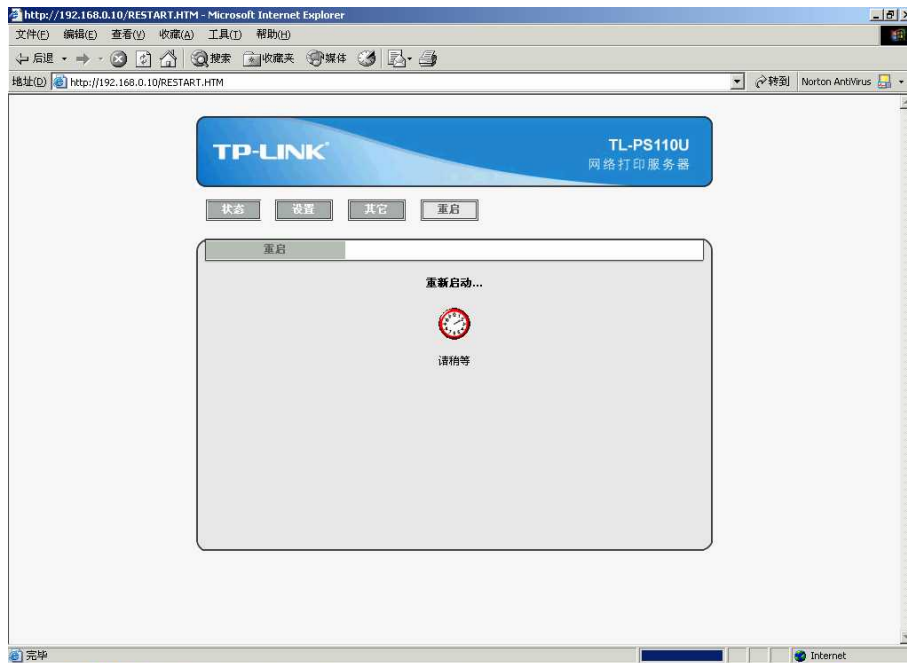 http://192.168.0.10/RESTART.HTM - Microsoft Internet Explorer
文件(F) 编辑(E) 查看(V) 收藏(A) 工具(T) 帮助(H)
后退 搜索 收藏夹 媒体
地址(D) http://192.168.0.10/RESTART.HTM 转到 Norton AntiVirus
TP-LINK TL-PS110U
网络打印服务器
状态 设置 其它 重启
重启
重新启动...
请稍等
完毕 Internet